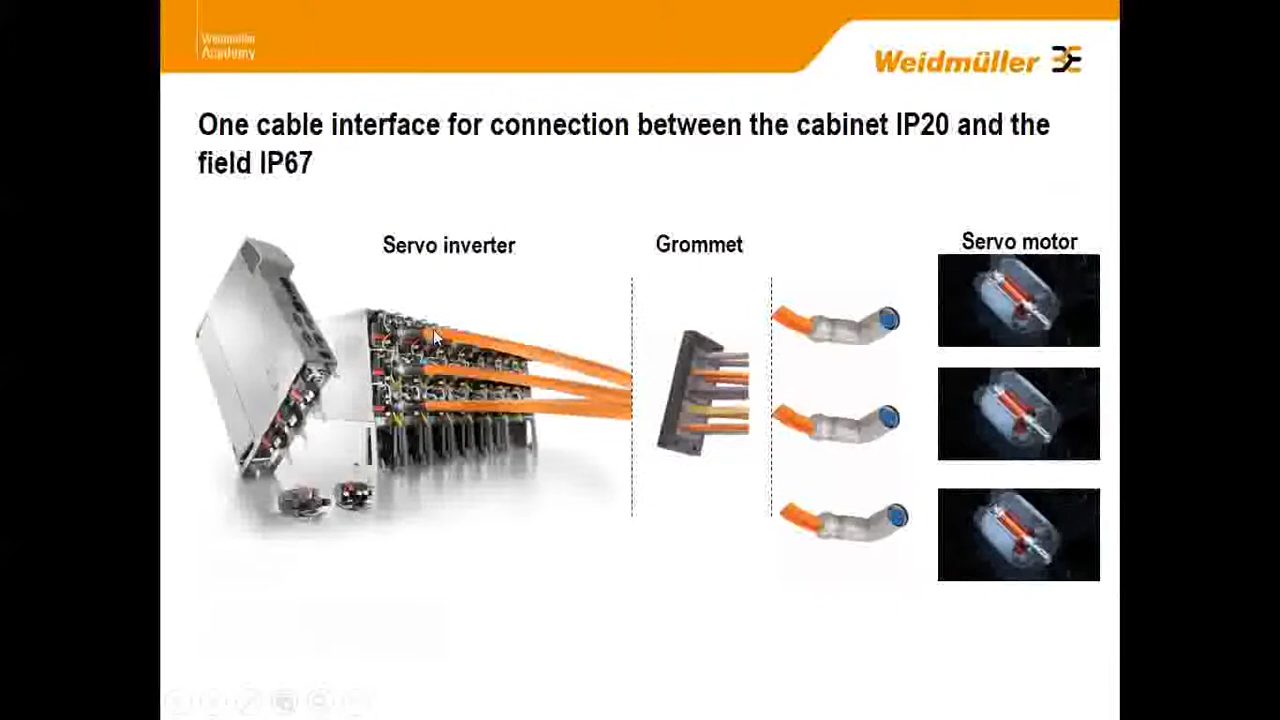 Weidmüller
Academy
Weidmüller
One cable interface for connection between the cabinet IP20 and the
field IP67
Servo inverter
Grommet
Servo motor